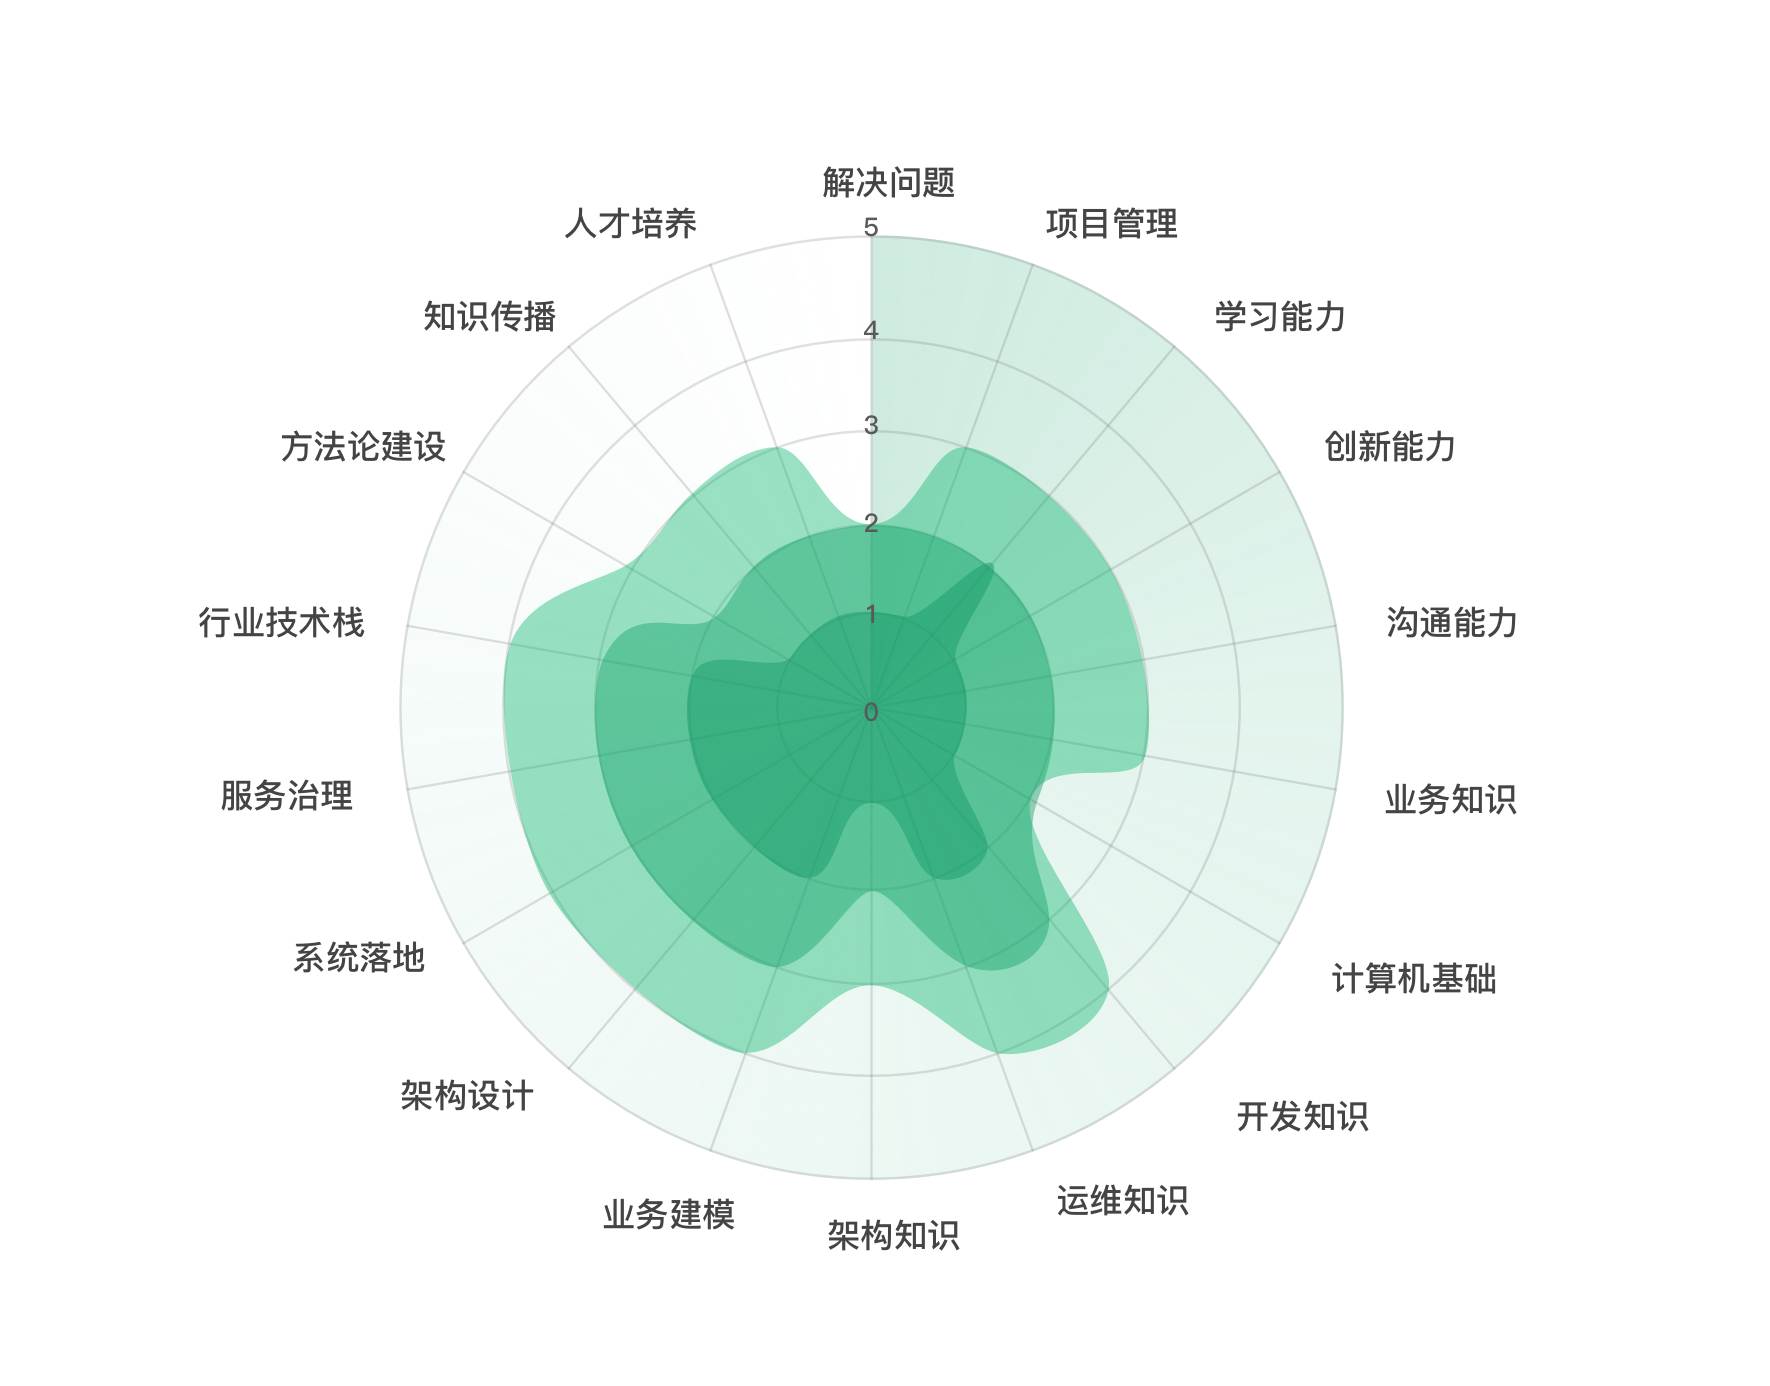 解决问题
人才培养
项目管理
5
知识传播
学习能力
4
3
方法论建设
创新能力
2
行业技术栈
1
沟通能力
0
服务治理
业务知识
系统落地
计算机基础
架构设计
开发知识
业务建模
运维知识
架构知识